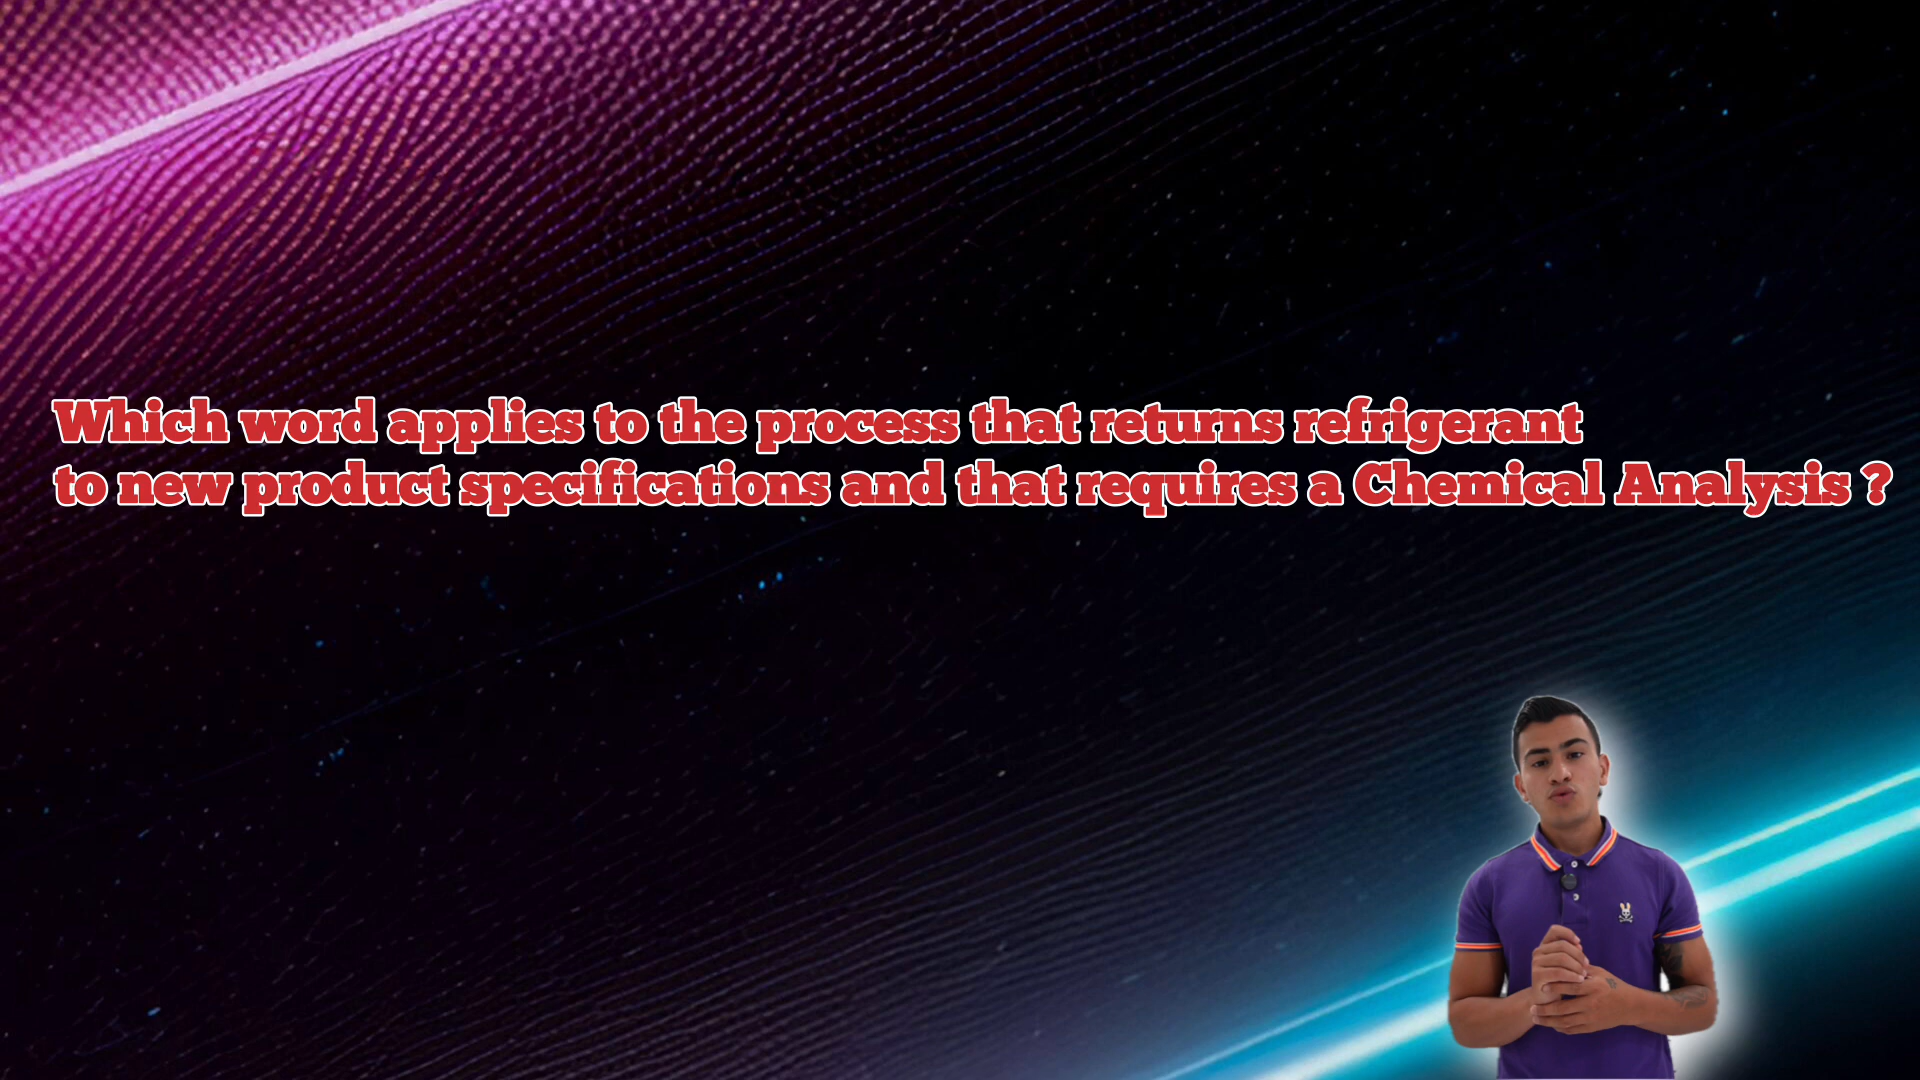 Which word applies to the process that returns refrigerant
to new product specifications and that requires a Chemical Analysis ?